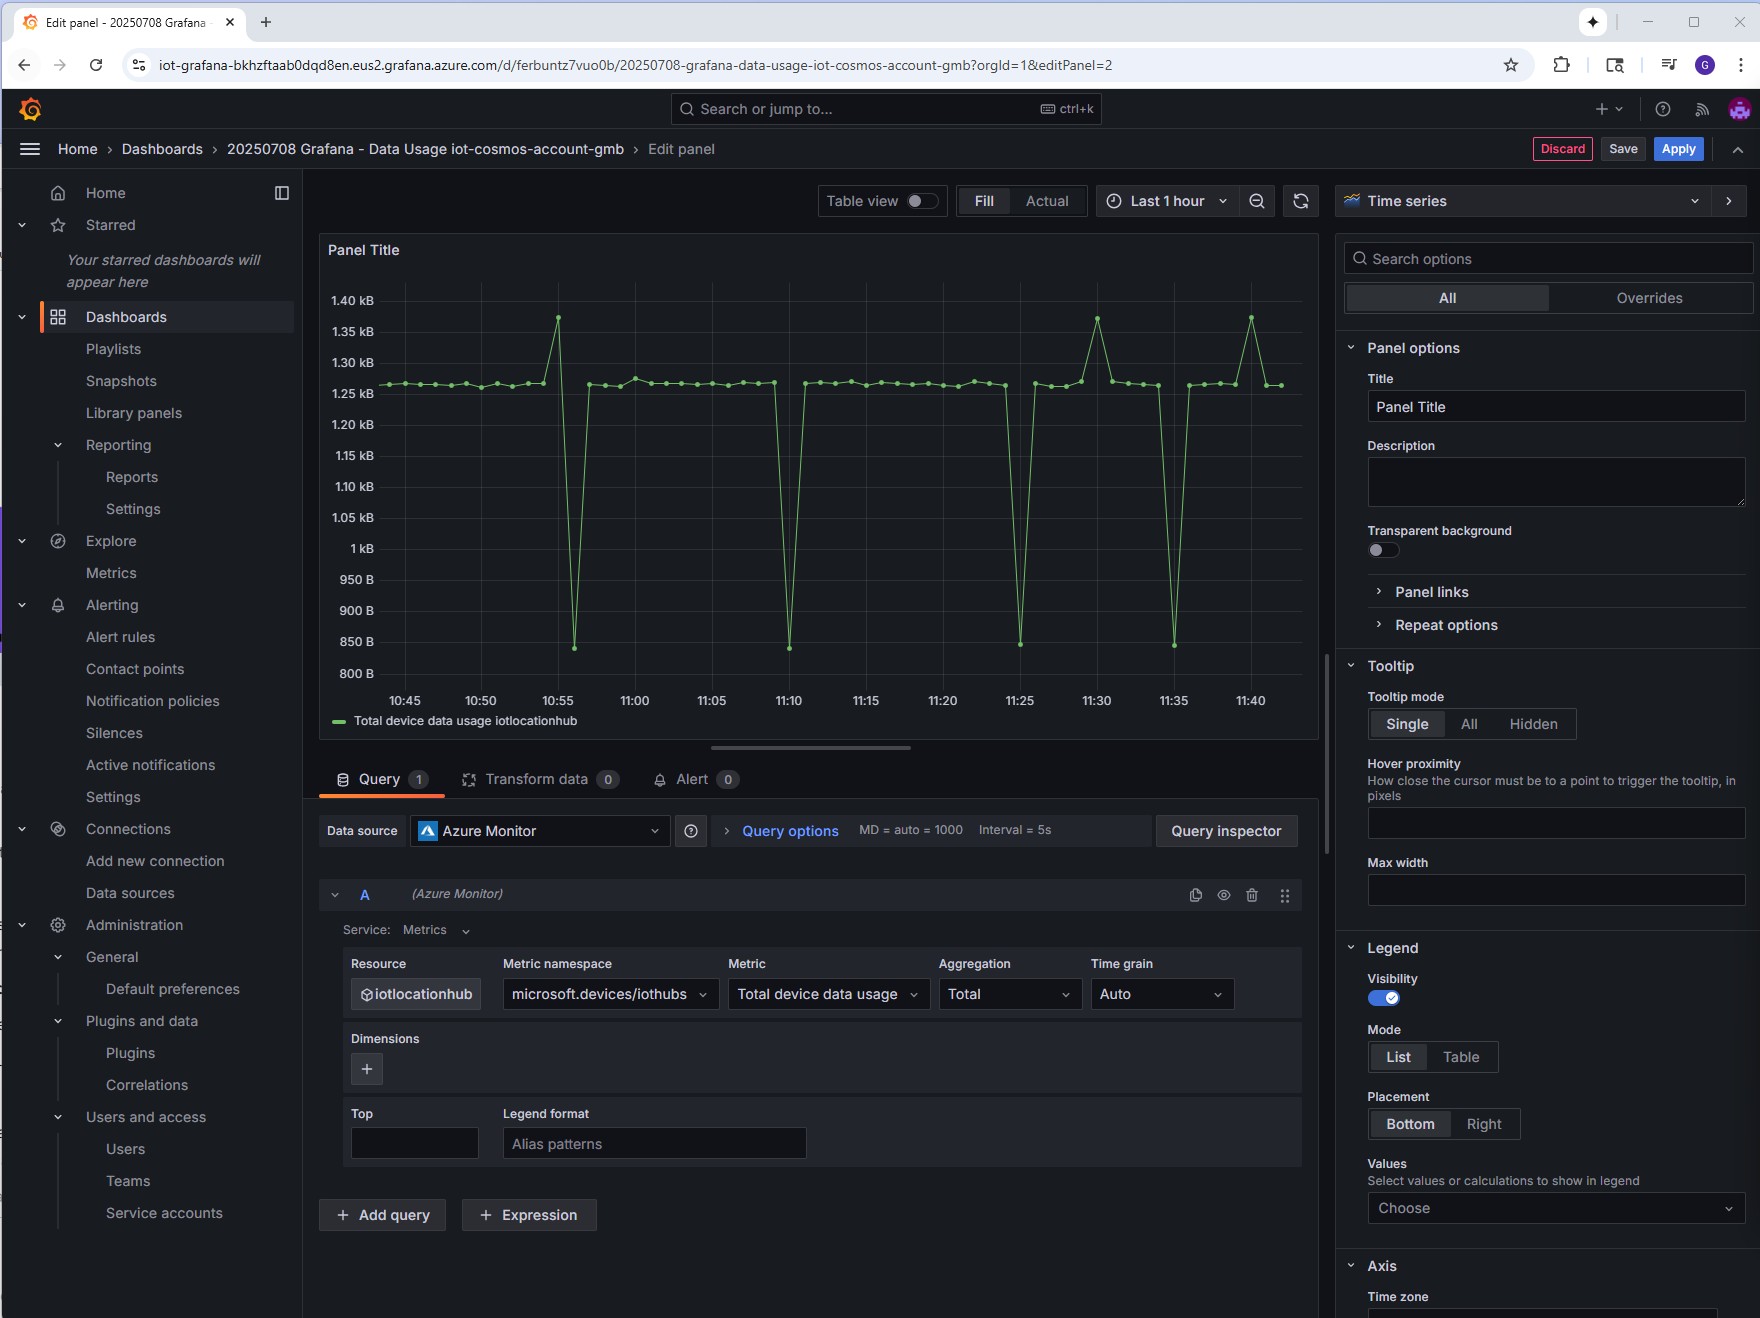 Edit panel - 20250708 Grafana
iot-grafana-bkhzftaab0dqd8en.eus2.grafana.azure.com/d/ferbuntz7vuo0b/20250708-grafana-data-usage-iot-cosmos-account-gmb?orgId=1&editPanel=2
G
Search or jump to...
ctrl+k
Home
Dashboards
20250708 Grafana - Data Usage iot-cosmos-account-gmb
Edit panel
Discard
Save
Apply
Home
Starred
Your starred dashboards will
appear here
Dashboards
Playlists
Snapshots
Library panels
Reporting
Reports
Settings
Explore
Metrics
Alerting
Alert rules
Contact points
Notification policies
Silences
Active notifications
Settings
Connections
Add new connection
Data sources
Administration
General
Default preferences
Plugins and data
Plugins
Correlations
Users and access
Users
Teams
Service accounts
Table view
Fill
Actual
Last 1 hour
Panel Title
1.40 kB
1.35 kB
1.30 kB
1.25 kB
1.20 kB
1.15 kB
1.10 kB
1.05 kB
1 kB
950 B
900 B
850 B
800 B
10:45 10:50 10:55 11:00 11:05 11:10 11:15 11:20 11:25 11:30 11:35 11:40
Total device data usage iotlocationhub
Query 1
Transform data 0
Alert 0
Data source
Azure Monitor
Query options
MD = auto = 1000
Interval = 5s
Query inspector
A
(Azure Monitor)
Service: Metrics
Resource
iotlocationhub
Metric namespace
microsoft.devices/iothubs
Metric
Total device data usage
Aggregation
Total
Time grain
Auto
Dimensions
Top
Legend format
Alias patterns
Add query
Expression
Time series
Search options
All
Overrides
Panel options
Title
Panel Title
Description
Transparent background
Panel links
Repeat options
Tooltip
Tooltip mode
Single
All
Hidden
Hover proximity
How close the cursor must be to a point to trigger the tooltip, in
pixels
Max width
Legend
Visibility
Mode
List
Table
Placement
Bottom
Right
Values
Select values or calculations to show in legend
Choose
Axis
Time zone